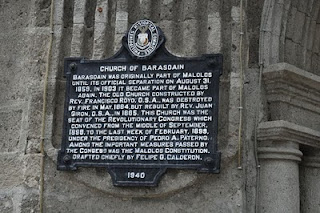 CHURCH OF BARASOAIN
BARASOAIN WAS ORIGINALLY PART OF MALOLOS
UNTIL ITS OFFICIAL SEPARATION ON AUGUST 31,
1859. IN 1903 IT BECAME PART OF MALOLOS
AGAIN. THE OLD CHURCH CONSTRUCTED BY
REV. FRANCISCO ROYO, O.S.A., WAS DESTROYED
BY FIRE IN MAY, 1884, BUT REBUILT BY REV. JUAN
GIRON, O.S.A., IN 1885. THIS CHURCH WAS THE
SEAT OF THE REVOLUTIONARY CONGRESS WHICH
CONVENED FROM THE MIDDLE OF SEPTEMBER,
1898, TO THE LAST WEEK OF FEBRUARY, 1899,
UNDER THE PRESIDENCY OF PEDRO A. PATERNO.
AMONG THE IMPORTANT MEASURES PASSED BY
THE CONGRESS WAS THE MALOLOS CONSTITUTION,
DRAFTED CHIEFLY BY FELIPE G. CALDERON.
1940